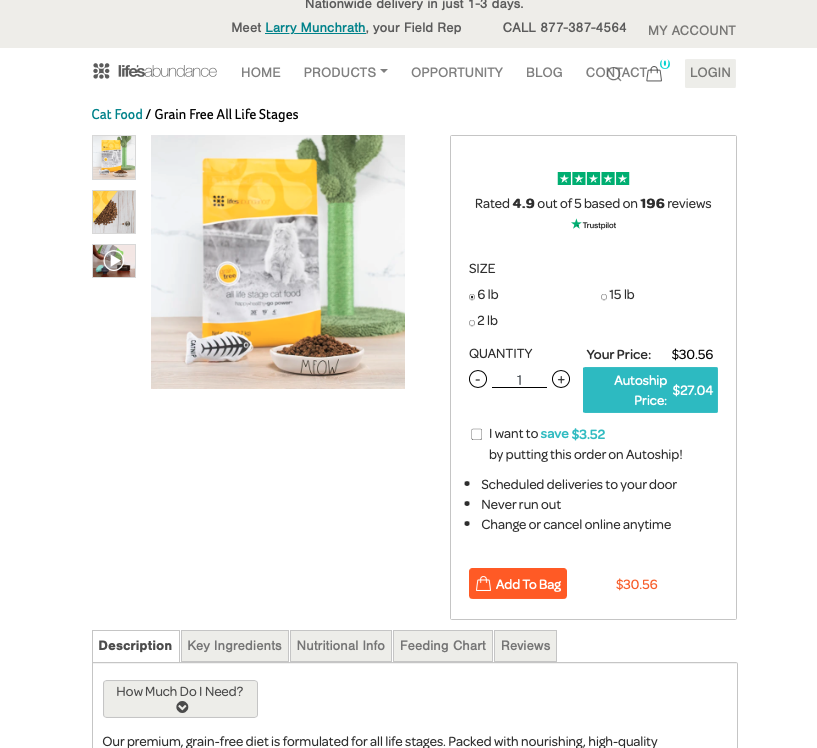 Nationwide delivery in just 1-3 days.
Meet Larry Munchrath, your Field Rep
CALL 877-387-4564
MY ACCOUNT
life'sabundance
HOME
PRODUCTS
OPPORTUNITY
BLOG
CONTACT
0
LOGIN
Cat Food / Grain Free All Life Stages
life'sabundance
all life stage cat food
CATNIP
MEOW
Rated 4.9 out of 5 based on 196 reviews
Trustpilot
SIZE
6 lb
15 lb
2 lb
QUANTITY
Your Price: $30.56
- 1 +
Autoship
Price: $27.04
I want to save $3.52
by putting this order on Autoship!
Scheduled deliveries to your door
Never run out
Change or cancel online anytime
Add To Bag
$30.56
Description
Key Ingredients
Nutritional Info
Feeding Chart
Reviews
How Much Do I Need?
Our premium, grain-free diet is formulated for all life stages. Packed with nourishing, high-quality